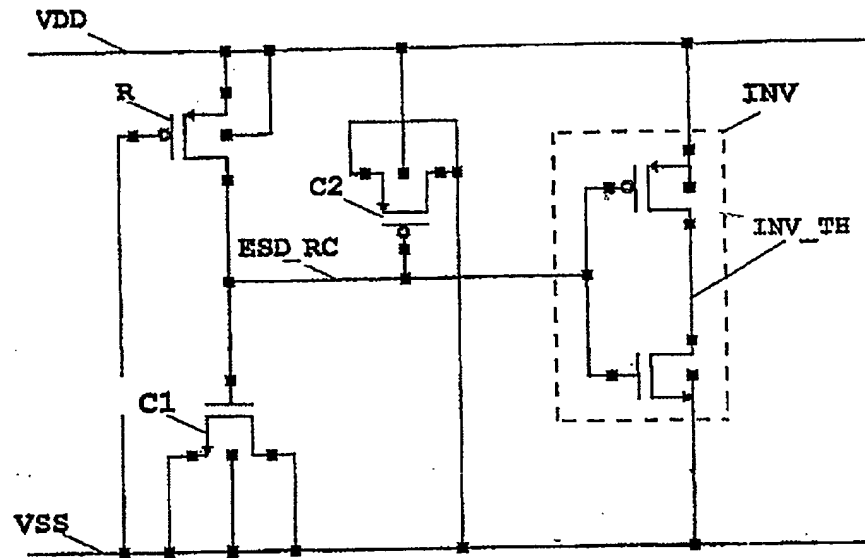 VDD
R
INV
C2
INV_TH
ESD_RC
C1
VSS